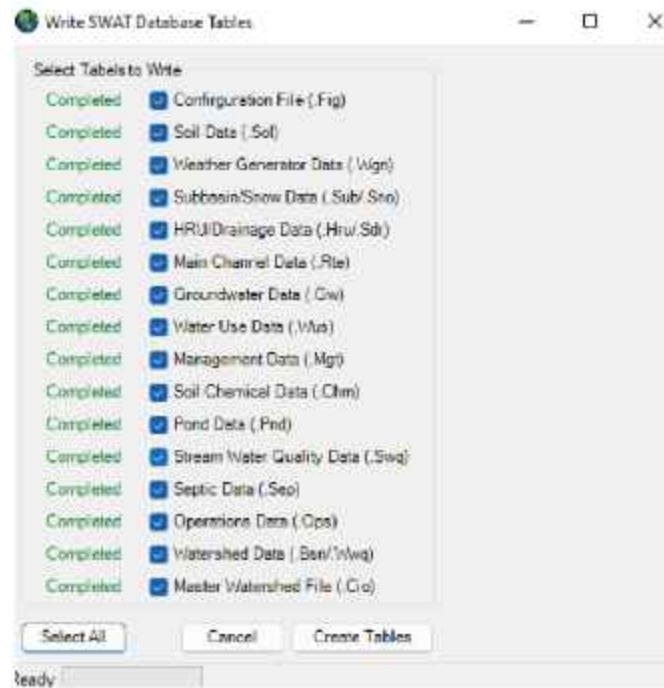 Write SWAT Database Tables
Select Tabels to Write
Completed Confirguration File (.Fig)
Completed Soil Data (.Sol)
Completed Weather Generator Data (.Wgn)
Completed Subbasin/Snow Data (.Sub/.Sno)
Completed HRU/Drainage Data (.Hru/.Sdr)
Completed Main Channel Data (.Rte)
Completed Groundwater Data (.Gw)
Completed Water Use Data (.Wus)
Completed Management Data (.Mgt)
Completed Soil Chemical Data (.Chm)
Completed Pond Data (.Pnd)
Completed Stream Water Quality Data (.Swq)
Completed Septic Data (.Sep)
Completed Operations Data (.Ops)
Completed Watershed Data (.Bsn/.Wwq)
Completed Master Watershed File (.Cio)
Select All Cancel Create Tables
Ready